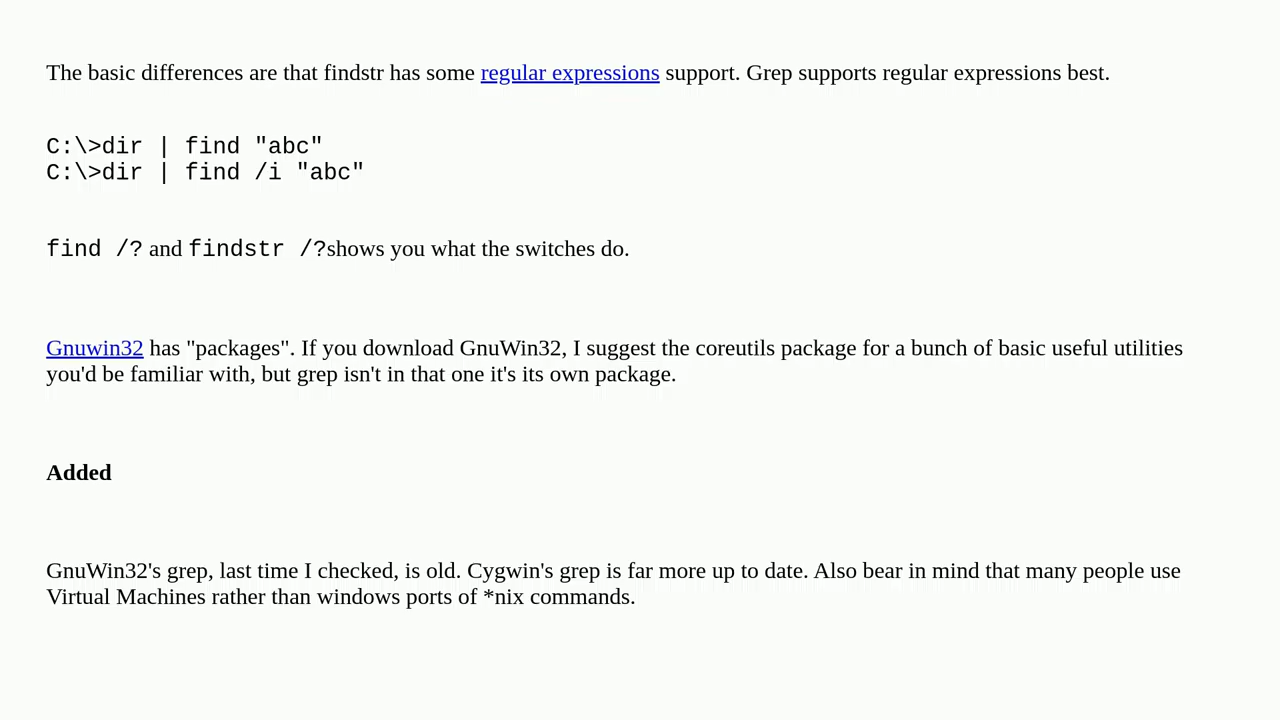 The basic differences are that findstr has some regular expressions support. Grep supports regular expressions best.
C:\>dir | find "abc"
C:\>dir | find /i "abc"
find /? and findstr /?shows you what the switches do.
Gnuwin32 has "packages". If you download GnuWin32, I suggest the coreutils package for a bunch of basic useful utilities
you'd be familiar with, but grep isn't in that one it's its own package.
Added
GnuWin32's grep, last time I checked, is old. Cygwin's grep is far more up to date. Also bear in mind that many people use
Virtual Machines rather than windows ports of *nix commands.